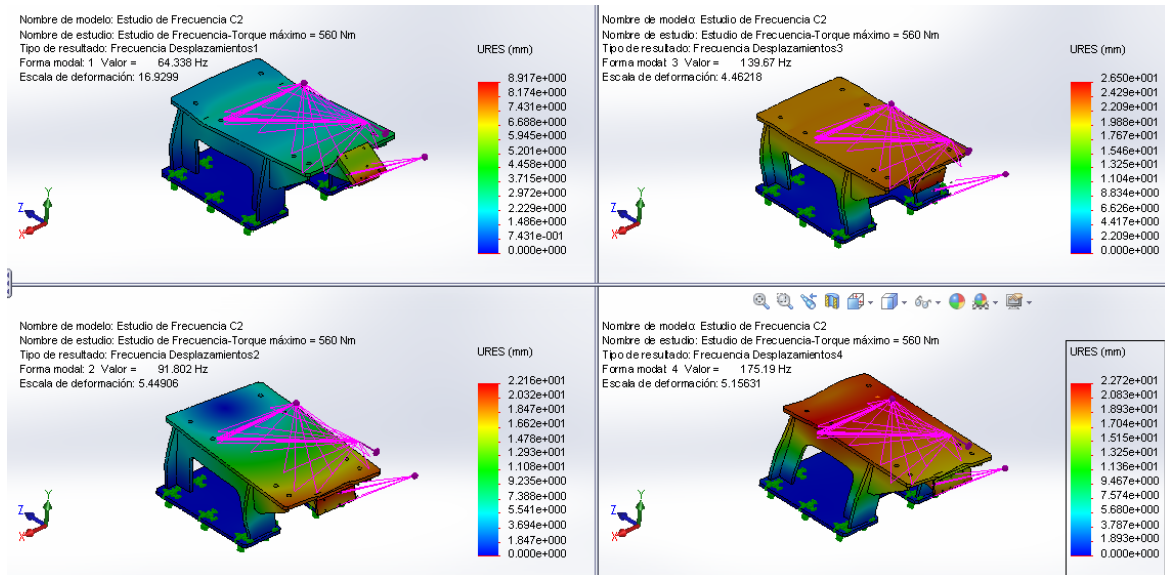 Nombre de modelo: Estudio de Frecuencia C2
Nombre de estudio: Estudio de Frecuencia-Torque máximo = 560 Nm
Tipo de resultado: Frecuencia Desplazamientos1
Forma modal: 1 Valor = 64.338 Hz
Escala de deformación: 16.9299
URES (mm)
8.917e+000
8.174e+000
7.431e+000
6.688e+000
5.945e+000
5.201e+000
4.458e+000
3.715e+000
2.972e+000
2.229e+000
1.486e+000
7.431e-001
0.000e+000
Y
Z
X
Nombre de modelo: Estudio de Frecuencia C2
Nombre de estudio: Estudio de Frecuencia-Torque máximo = 560 Nm
Tipo de resultado: Frecuencia Desplazamientos3
Forma modal: 3 Valor = 139.67 Hz
Escala de deformación: 4.46218
URES (mm)
2.650e+001
2.429e+001
2.209e+001
1.988e+001
1.767e+001
1.546e+001
1.325e+001
1.104e+001
8.834e+000
6.626e+000
4.417e+000
2.209e+000
0.000e+000
Y
Z
X
Nombre de modelo: Estudio de Frecuencia C2
Nombre de estudio: Estudio de Frecuencia-Torque máximo = 560 Nm
Tipo de resultado: Frecuencia Desplazamientos2
Forma modal: 2 Valor = 91.802 Hz
Escala de deformación: 5.44906
URES (mm)
2.216e+001
2.032e+001
1.847e+001
1.662e+001
1.478e+001
1.293e+001
1.108e+001
9.235e+000
7.388e+000
5.541e+000
3.694e+000
1.847e+000
0.000e+000
Y
Z
X
Nombre de modelo: Estudio de Frecuencia C2
Nombre de estudio: Estudio de Frecuencia-Torque máximo = 560 Nm
Tipo de resultado: Frecuencia Desplazamientos4
Forma modal: 4 Valor = 175.19 Hz
Escala de deformación: 5.15631
URES (mm)
2.272e+001
2.083e+001
1.893e+001
1.704e+001
1.515e+001
1.325e+001
1.136e+001
9.467e+000
7.574e+000
5.680e+000
3.787e+000
1.893e+000
0.000e+000
Y
Z
X